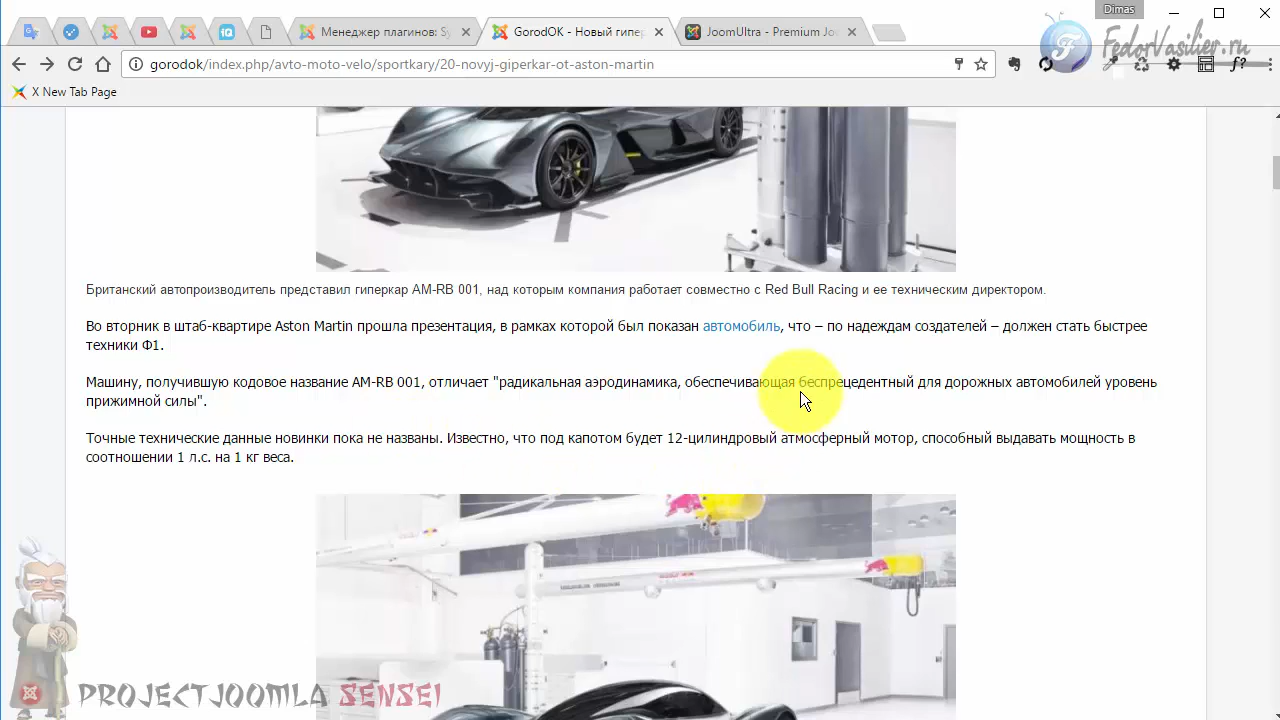 Dimas
Менеджер плагинов: Sy
GorodOK - Новый гипер
JoomUltra - Premium Joo
FedorVasiliev.ru
gorodok/index.php/avto-moto-velo-sportkary/20-novyj-giperkar-ot-aston-martin
X New Tab Page
Британский автопроизводитель представил гиперкар AM-RB 001, над которым компания работает совместно с Red Bull Racing и ее техническим директором.
Во вторник в штаб-квартире Aston Martin прошла презентация, в рамках которой был показан автомобиль, что – по надеждам создателей – должен стать быстрее
техники Ф1.
Машину, получившую кодовое название AM-RB 001, отличает "радикальная аэродинамика, обеспечивающая беспрецедентный для дорожных автомобилей уровень
прижимной силы".
Точные технические данные новинки пока не названы. Известно, что под капотом будет 12-цилиндровый атмосферный мотор, способный выдавать мощность в
соотношении 1 л.с. на 1 кг веса.
PROJECTJOOMLA SENSEI